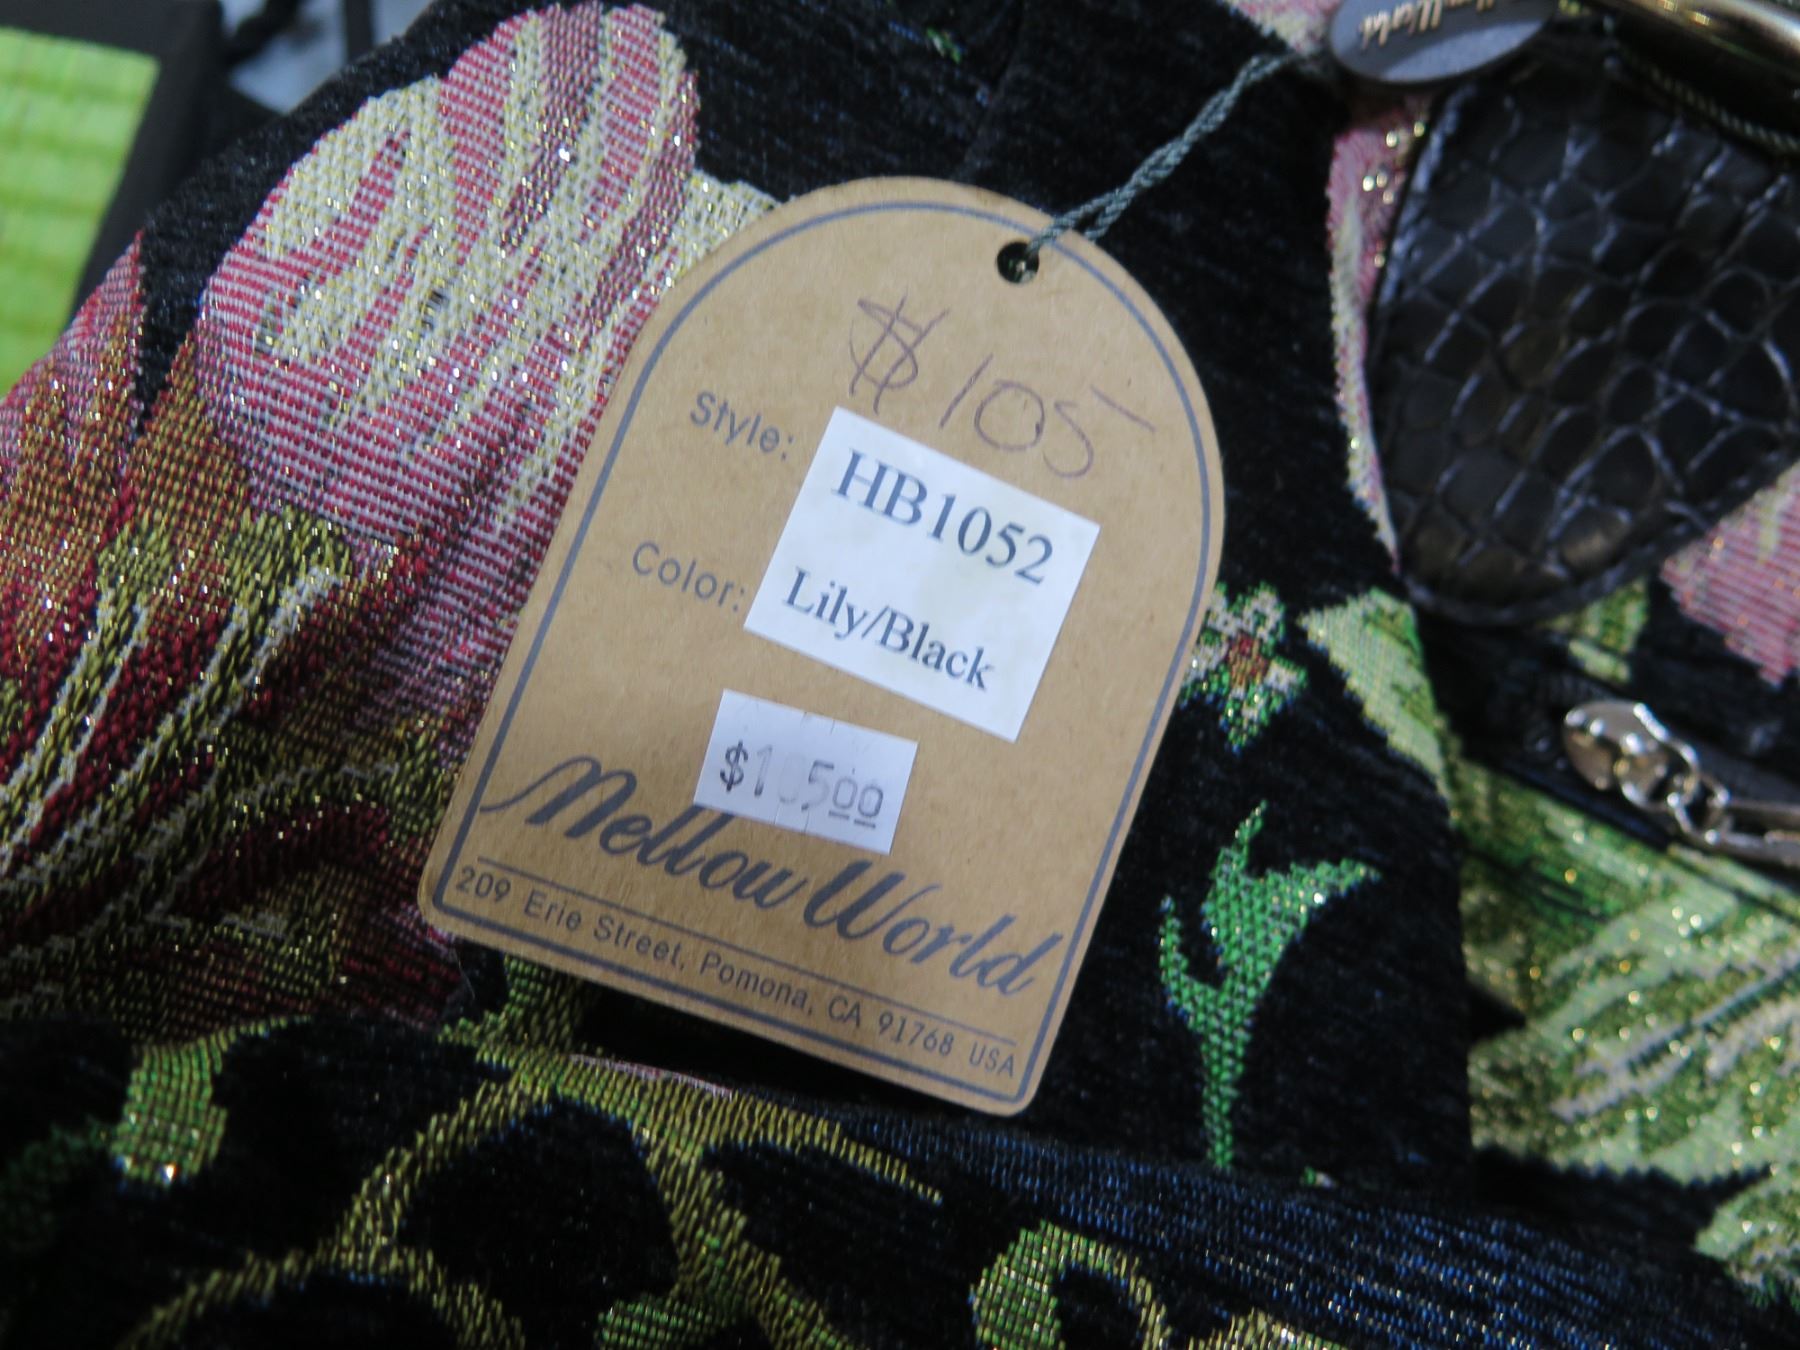 $105
Style: HB1052
Color: Lily/Black
$105.00
Mellow World
209 Erie Street, Pomona, CA 91768 USA